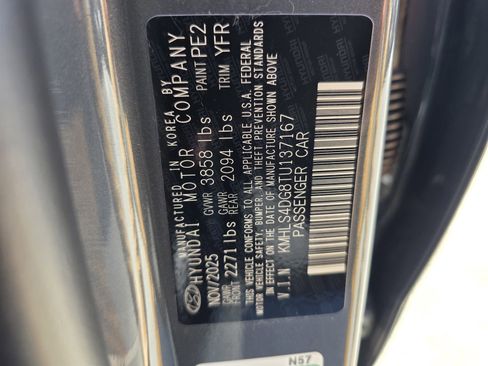 MANUFACTURED IN KOREA BY
HYUNDAI MOTOR COMPANY
NOV/2025 GVWR 3858 lbs PAINT PE2
GAWR FRONT 2271lbs GAWR REAR 2094 lbs TRIM YFR
THIS VEHICLE CONFORMS TO ALL APPLICABLE U.S.A. FEDERAL
MOTOR VEHICLE SAFETY, BUMPER, AND THEFT PREVENTION STANDARDS
IN EFFECT ON THE DATE OF MANUFACTURE SHOWN ABOVE
V.I.N KMHLS4DG8TU137167
PASSENGER CAR
N57